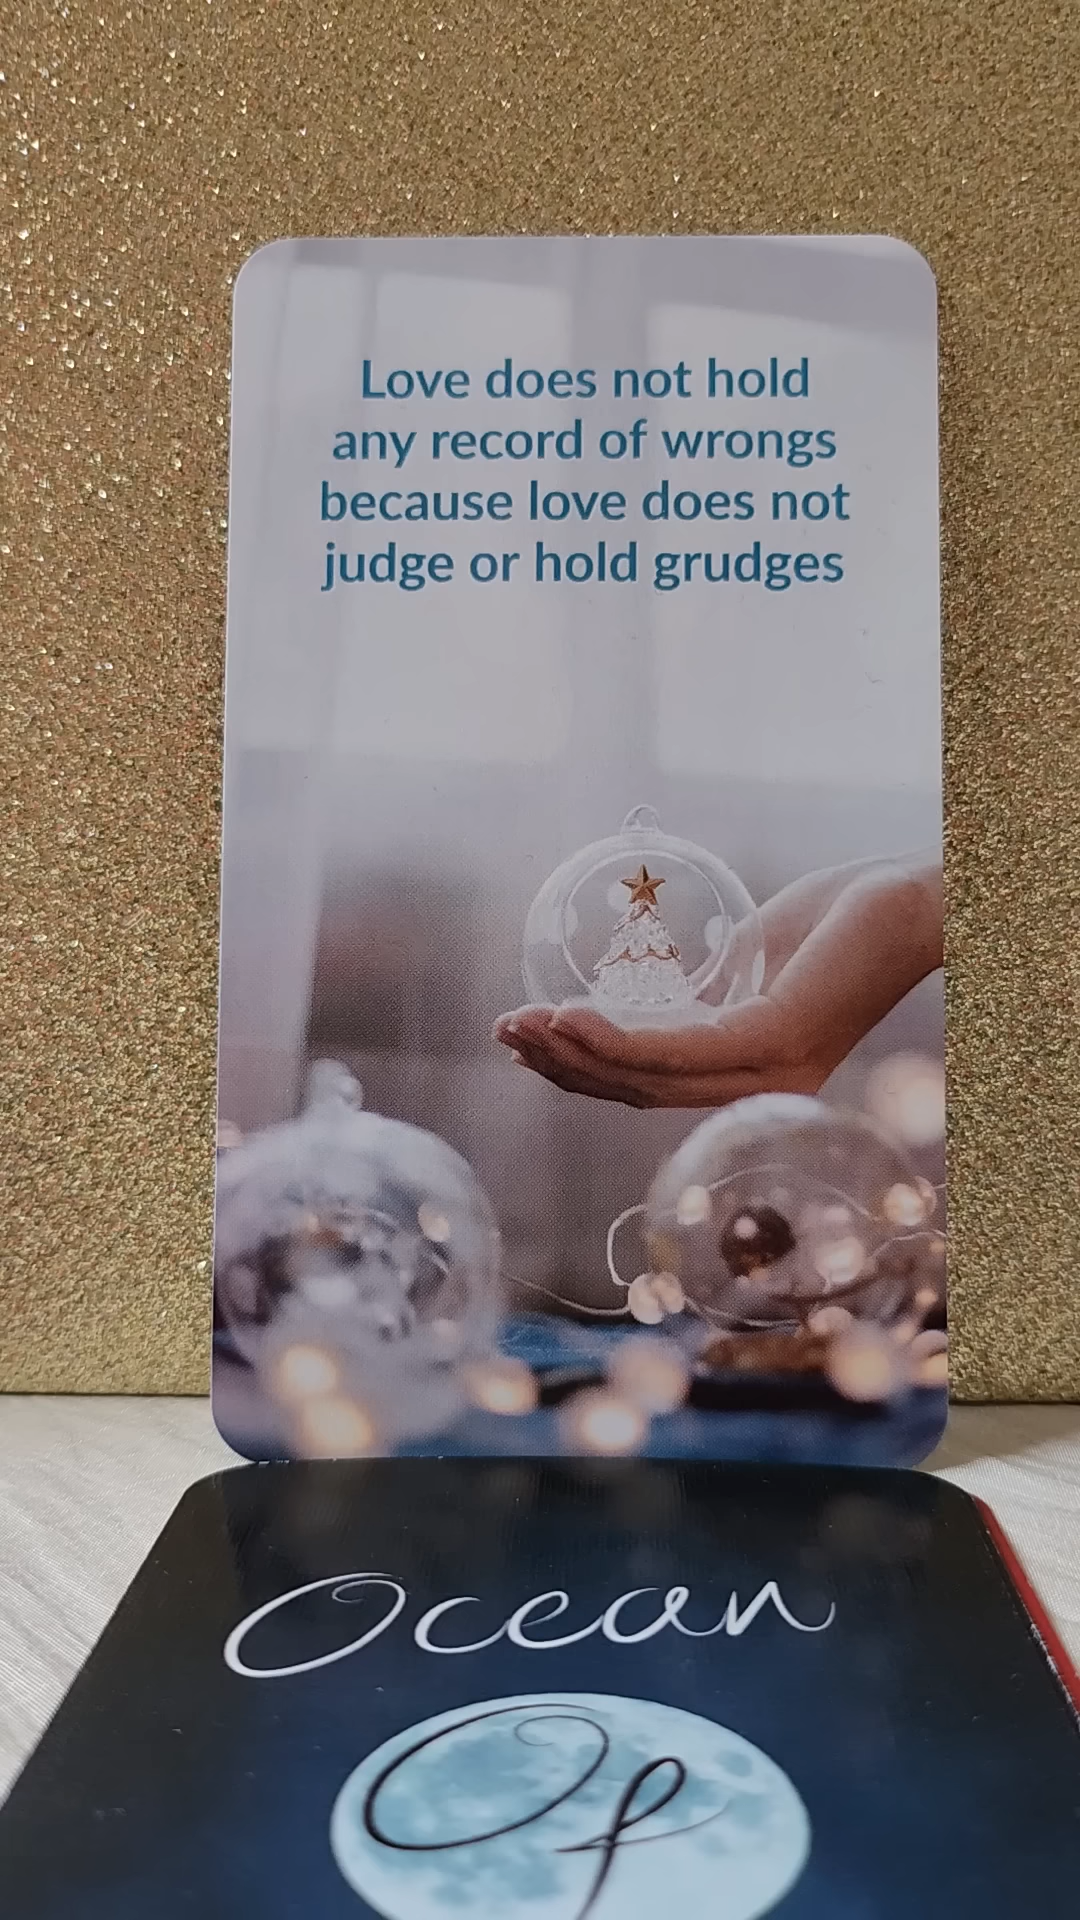 Love does not hold
any record of wrongs
because love does not
judge or hold grudges
Ocean
Of